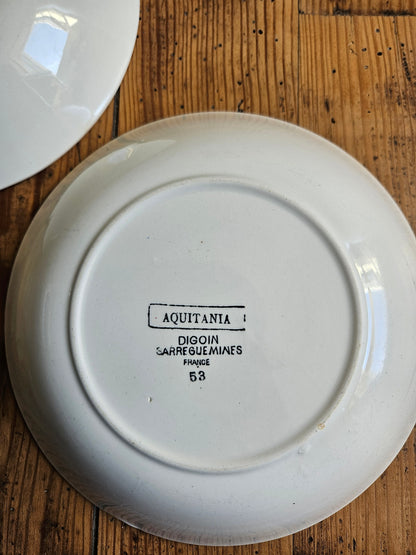 AQUITANIA
DIGOIN
SARREGUEMINES
FRANCE
53